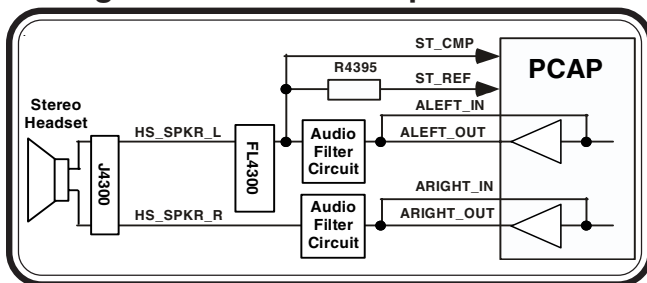 ST_CMP
R4395
ST_REF
PCAP
Stereo
Headset
ALEFT_IN
HS_SPKR_L
ALEFT_OUT
J4300
FL4300
Audio
Filter
Circuit
ARIGHT_IN
HS_SPKR_R
ARIGHT_OUT
Audio
Filter
Circuit